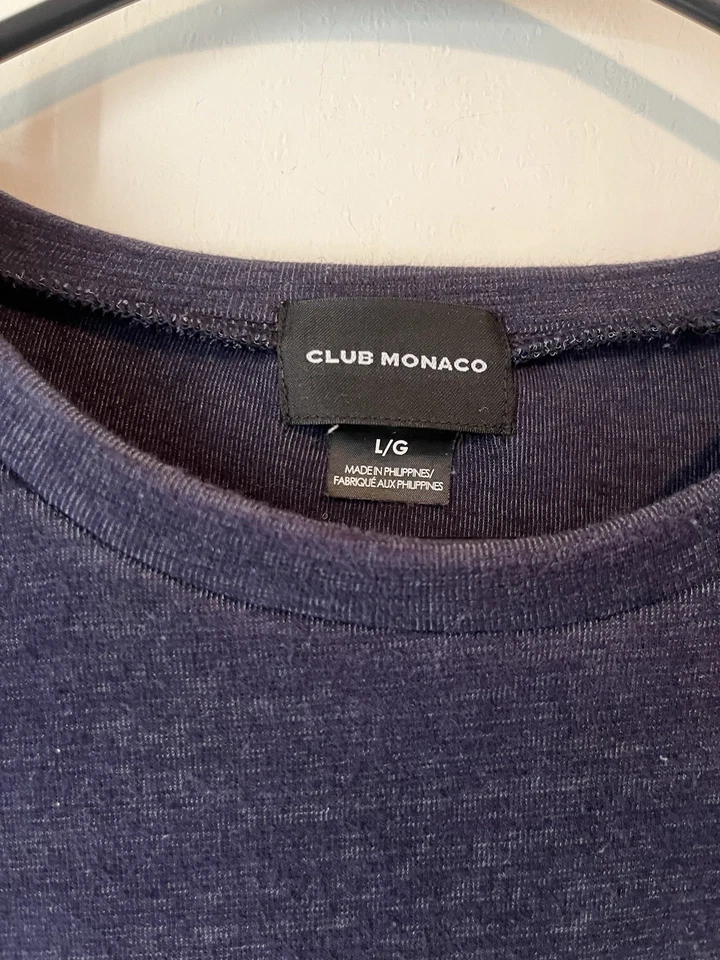 CLUB MONACO
L/G
MADE IN PHILIPPINES/
FABRIQUÉ AUX PHILIPPINES